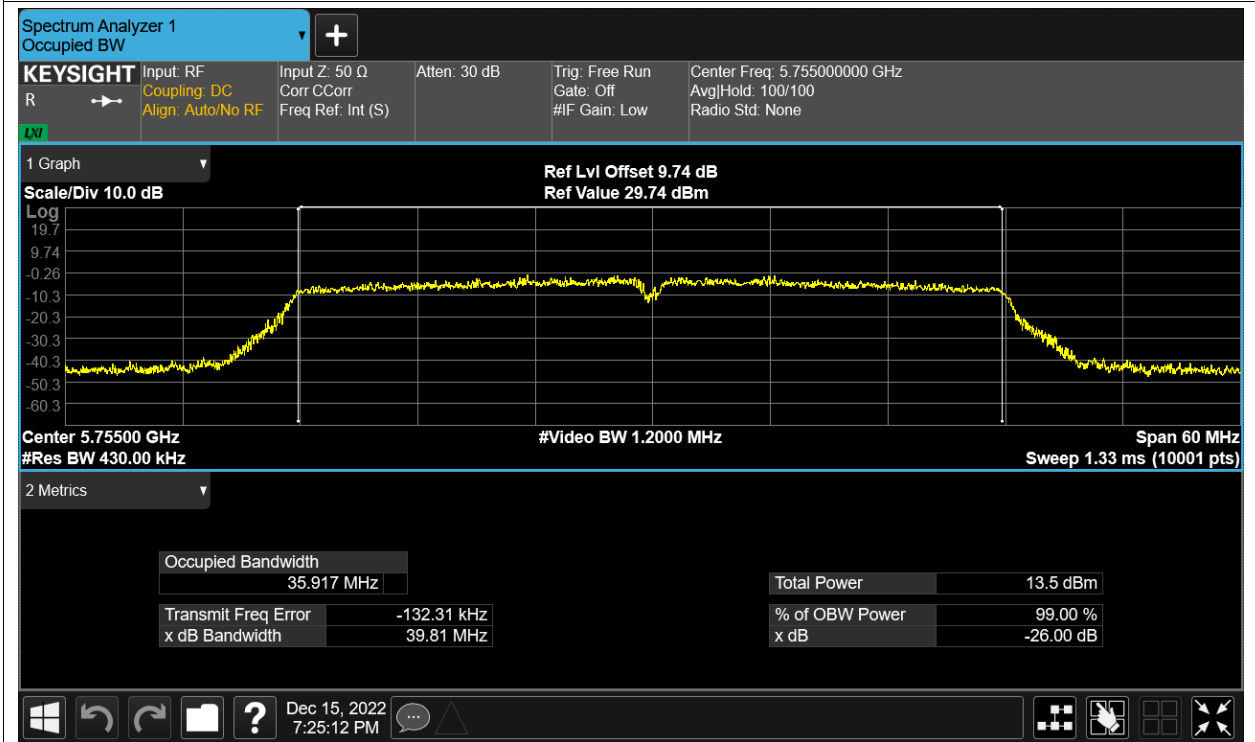 Spectrum Analyzer 1
Occupied BW
KEYSIGHT
R
LXI
Input: RF
Coupling: DC
Align: Auto/No RF
Input Z: 50 Ω
Corr CCorr
Freq Ref: Int (S)
Atten: 30 dB
Trig: Free Run
Gate: Off
#IF Gain: Low
Center Freq: 5.755000000 GHz
Avg|Hold: 100/100
Radio Std: None
1 Graph
Scale/Div 10.0 dB
Ref Lvl Offset 9.74 dB
Ref Value 29.74 dBm
Log
19.7
9.74
-0.26
-10.3
-20.3
-30.3
-40.3
-50.3
-60.3
Center 5.75500 GHz
#Res BW 430.00 kHz
#Video BW 1.2000 MHz
Span 60 MHz
Sweep 1.33 ms (10001 pts)
2 Metrics
Occupied Bandwidth
35.917 MHz
Transmit Freq Error -132.31 kHz
x dB Bandwidth 39.81 MHz
Total Power 13.5 dBm
% of OBW Power 99.00 %
x dB -26.00 dB
?
Dec 15, 2022
7:25:12 PM